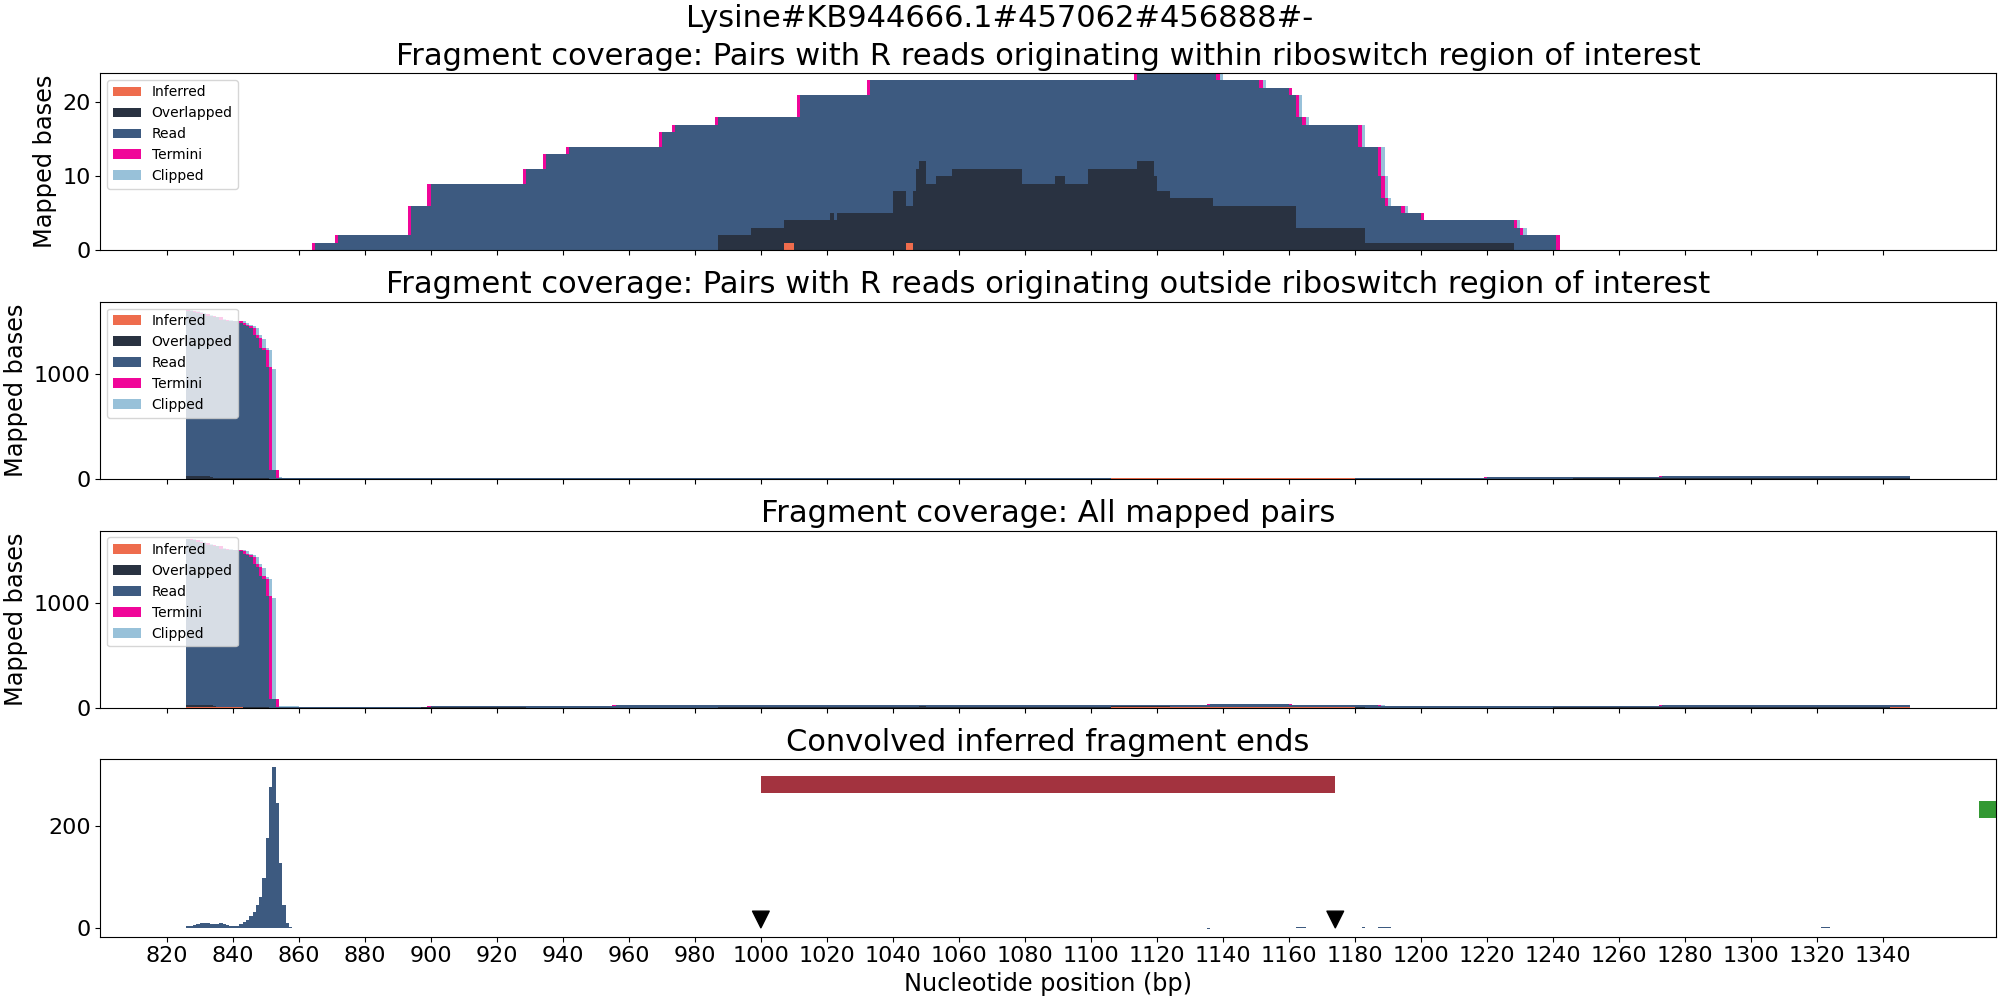 Lysine#KB944666.1#457062#456888#-
Fragment coverage: Pairs with R reads originating within riboswitch region of interest
Mapped bases
20
10
0
Inferred
Overlapped
Read
Termini
Clipped
Fragment coverage: Pairs with R reads originating outside riboswitch region of interest
Mapped bases
1000
0
Inferred
Overlapped
Read
Termini
Clipped
Fragment coverage: All mapped pairs
Mapped bases
1000
0
Inferred
Overlapped
Read
Termini
Clipped
Convolved inferred fragment ends
200
0
820 840 860 880 900 920 940 960 980 1000 1020 1040 1060 1080 1100 1120 1140 1160 1180 1200 1220 1240 1260 1280 1300 1320 1340
Nucleotide position (bp)